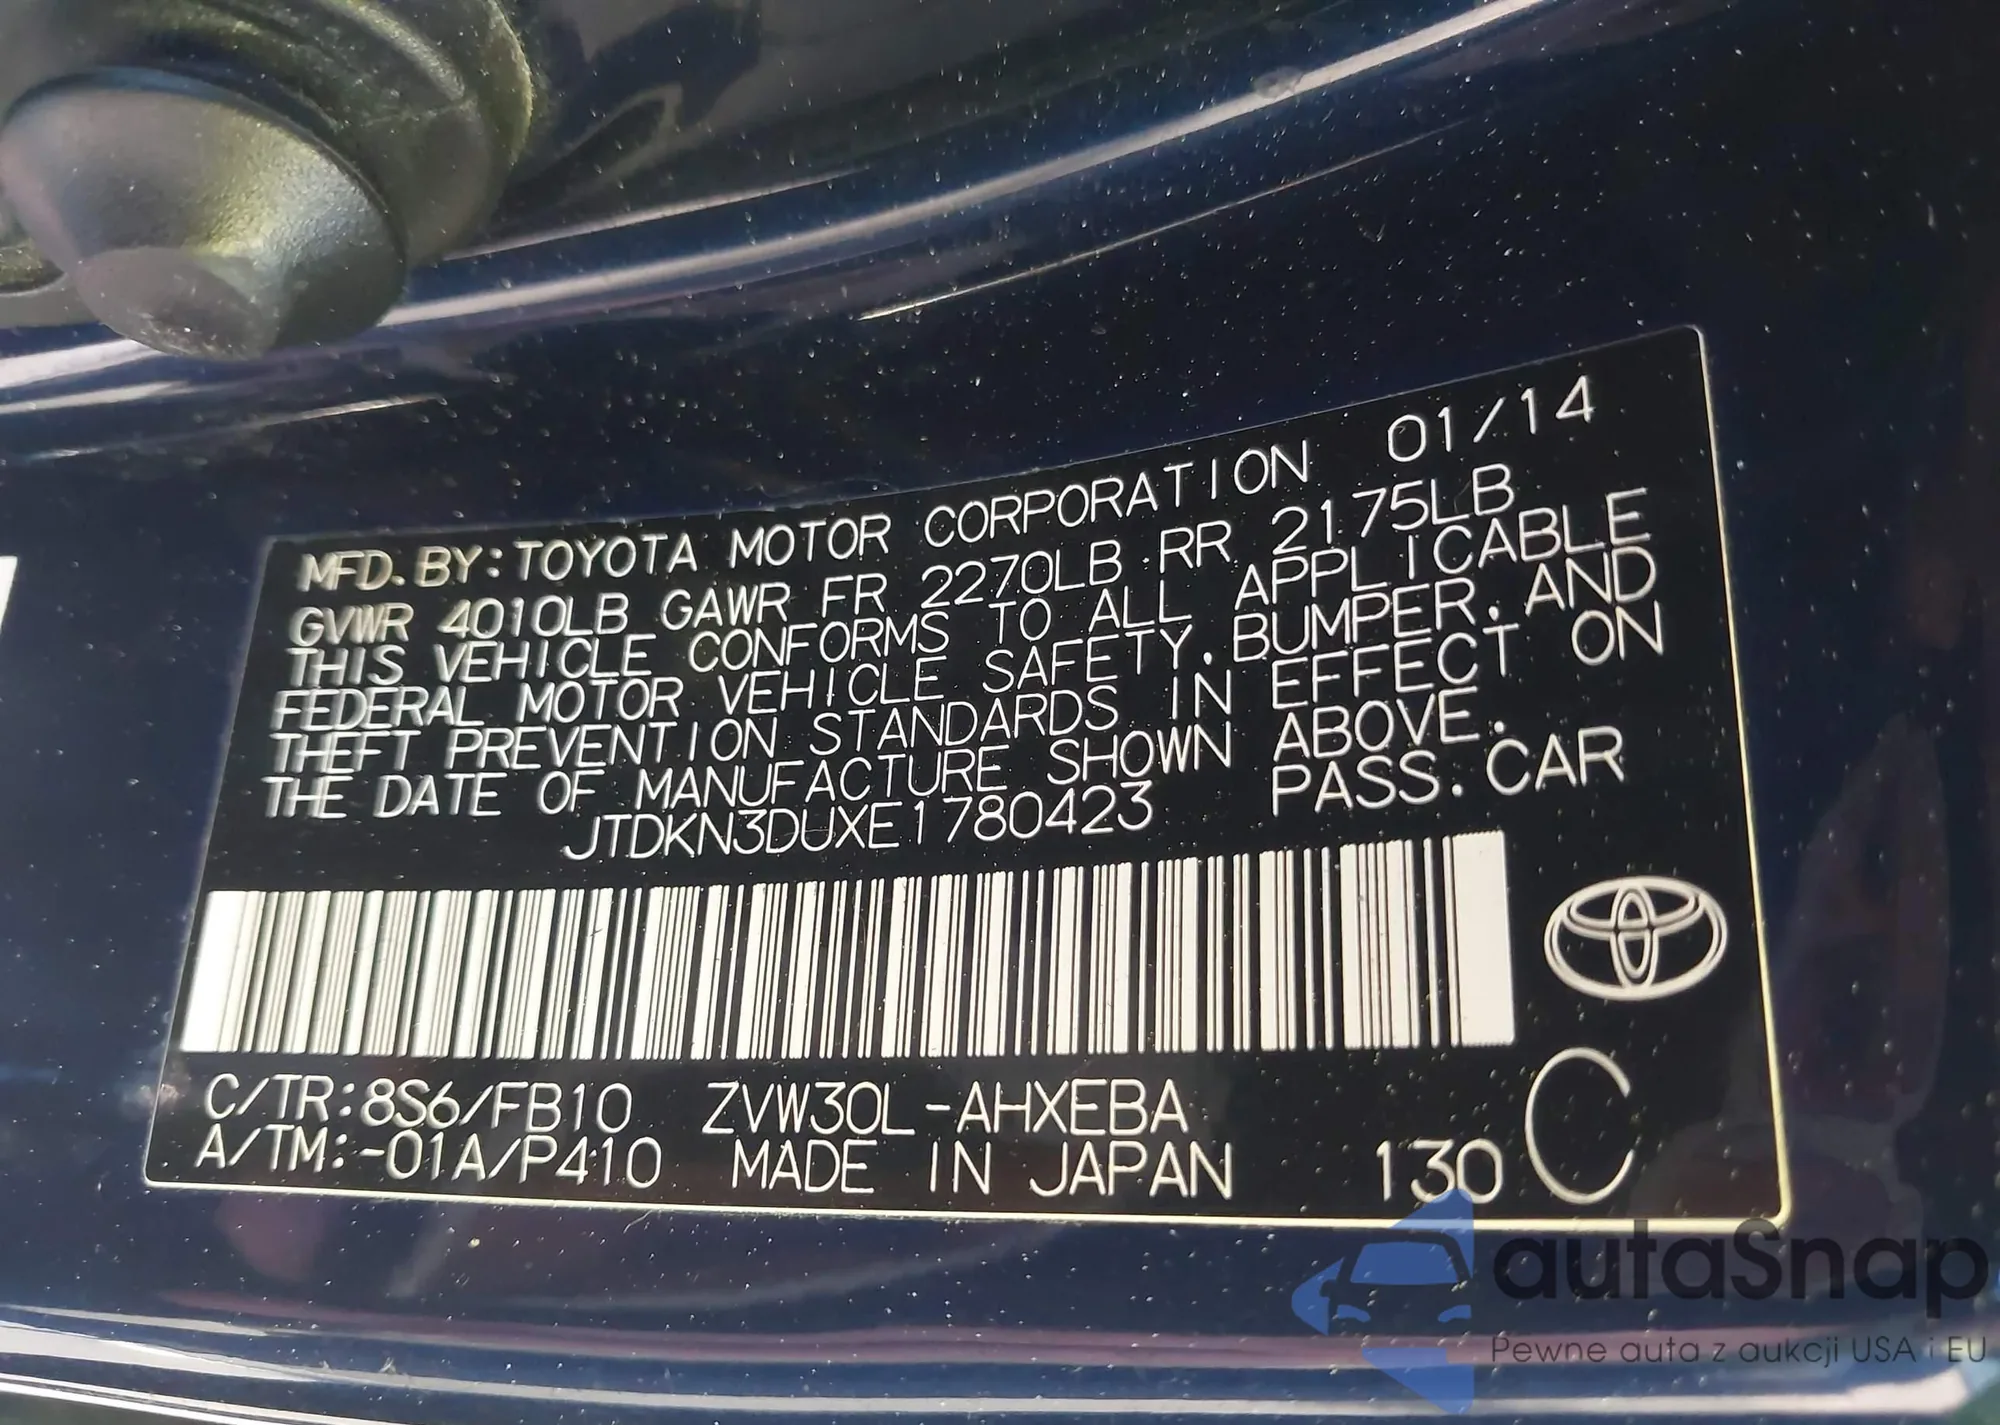 MFD. BY: TOYOTA MOTOR CORPORATION 01/14
GVWR 4010LB GAWR FR 2270LB RR 2175LB
THIS VEHICLE CONFORMS TO ALL APPLICABLE
FEDERAL MOTOR VEHICLE SAFETY, BUMPER, AND
THEFT PREVENTION STANDARDS IN EFFECT ON
THE DATE OF MANUFACTURE SHOWN ABOVE.
JTDKN3DUXE1780423 PASS. CAR
C/TR:8S6/FB10 ZVW30L-AHXEBA
A/TM:-01A/P410 MADE IN JAPAN 130 C
autaSnap
Pewne auta z aukcji USA i EU